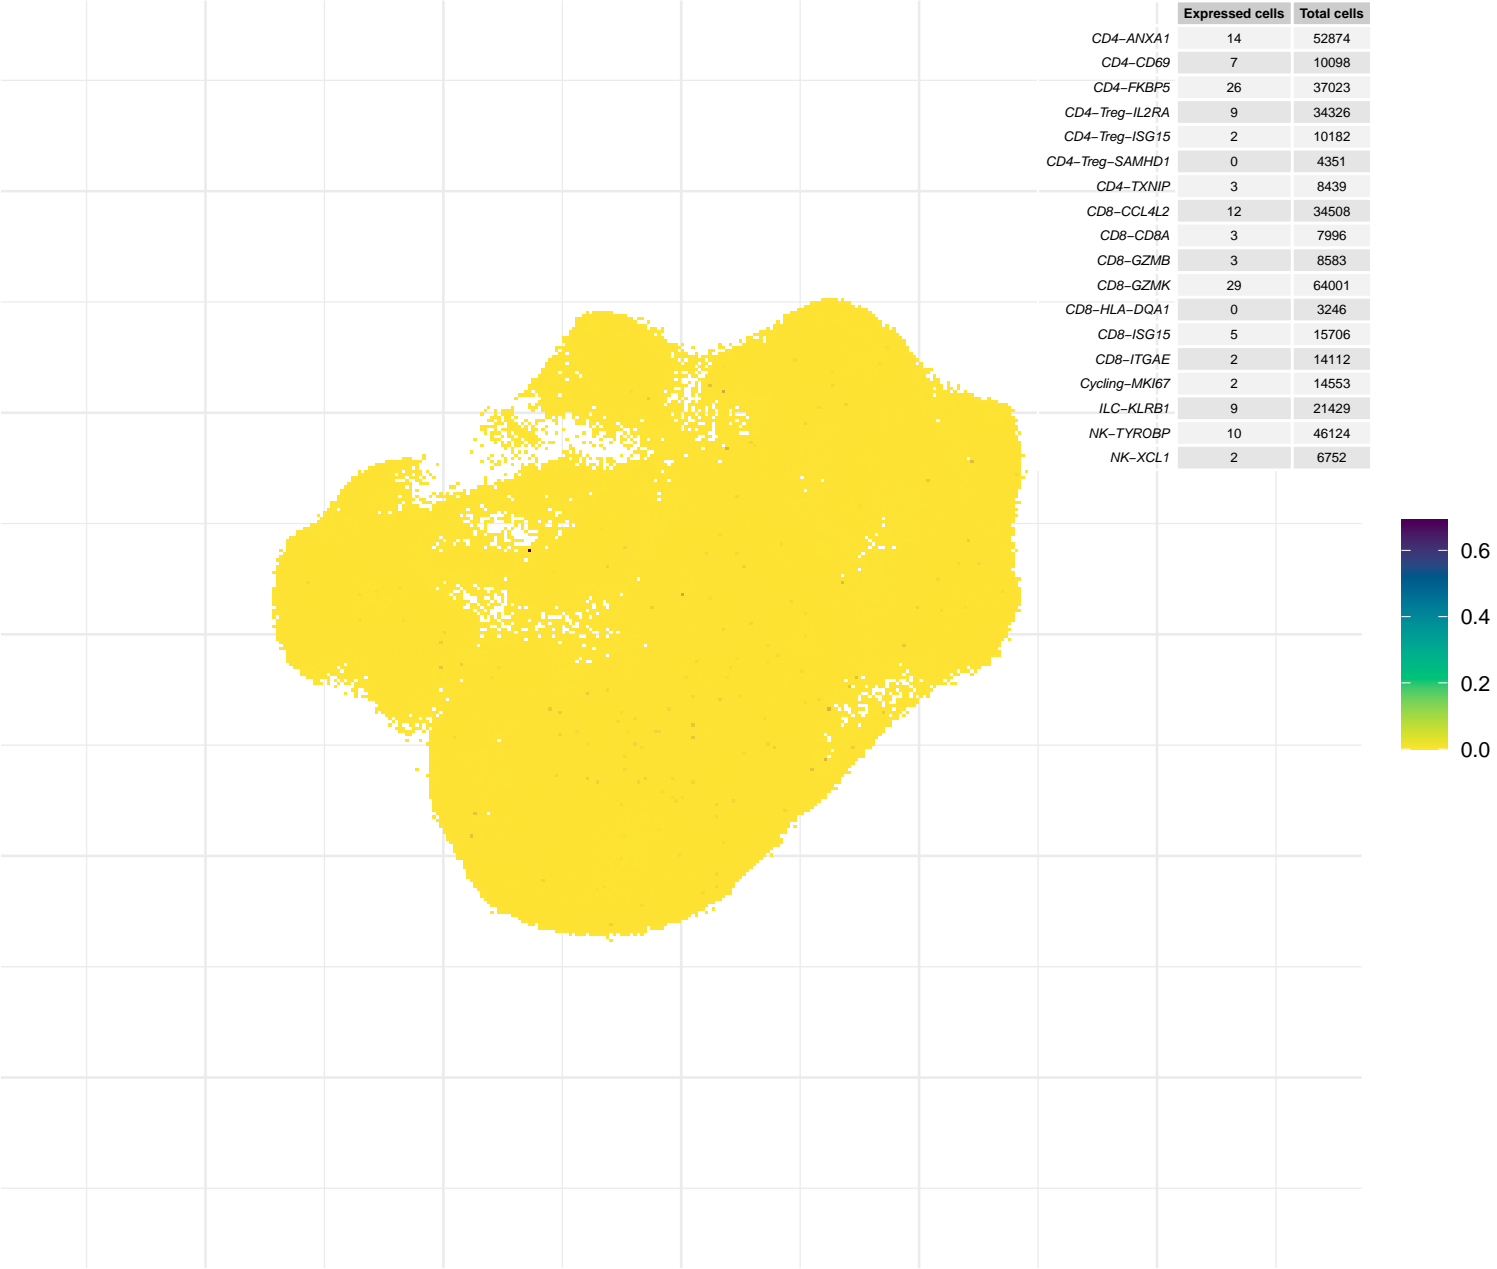 Expressed cells Total cells
CD4−ANXA1 14 52874
CD4−CD69 7 10098
CD4−FKBP5 26 37023
CD4−Treg−IL2RA 9 34326
CD4−Treg−ISG15 2 10182
CD4−Treg−SAMHD1 0 4351
CD4−TXNIP 3 8439
CD8−CCL4L2 12 34508
CD8−CD8A 3 7996
CD8−GZMB 3 8583
CD8−GZMK 29 64001
CD8−HLA−DQA1 0 3246
CD8−ISG15 5 15706
CD8−ITGAE 2 14112
Cycling−MKI67 2 14553
ILC−KLRB1 9 21429
NK−TYROBP 10 46124
NK−XCL1 2 6752
0.6
0.4
0.2
0.0